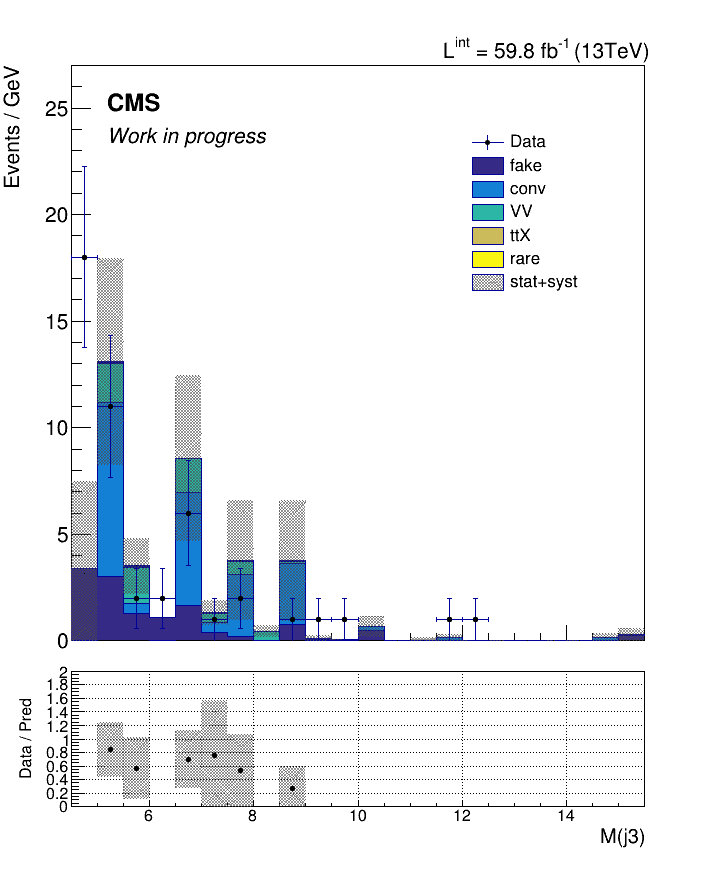 L^int = 59.8 fb^-1 (13TeV)
Events / GeV
CMS
Work in progress
Data
fake
conv
VV
ttX
rare
stat+syst
25
20
15
10
5
0
Data / Pred
2
1.8
1.6
1.4
1.2
1
0.8
0.6
0.4
0.2
0
6
8
10
12
14
M(j3)